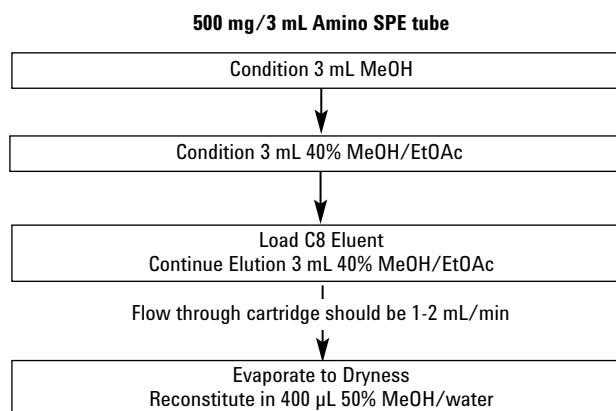 500 mg/3 mL Amino SPE tube
Condition 3 mL MeOH
Condition 3 mL 40% MeOH/EtOAc
Load C8 Eluent
Continue Elution 3 mL 40% MeOH/EtOAc
Flow through cartridge should be 1-2 mL/min
Evaporate to Dryness
Reconstitute in 400 µL 50% MeOH/water